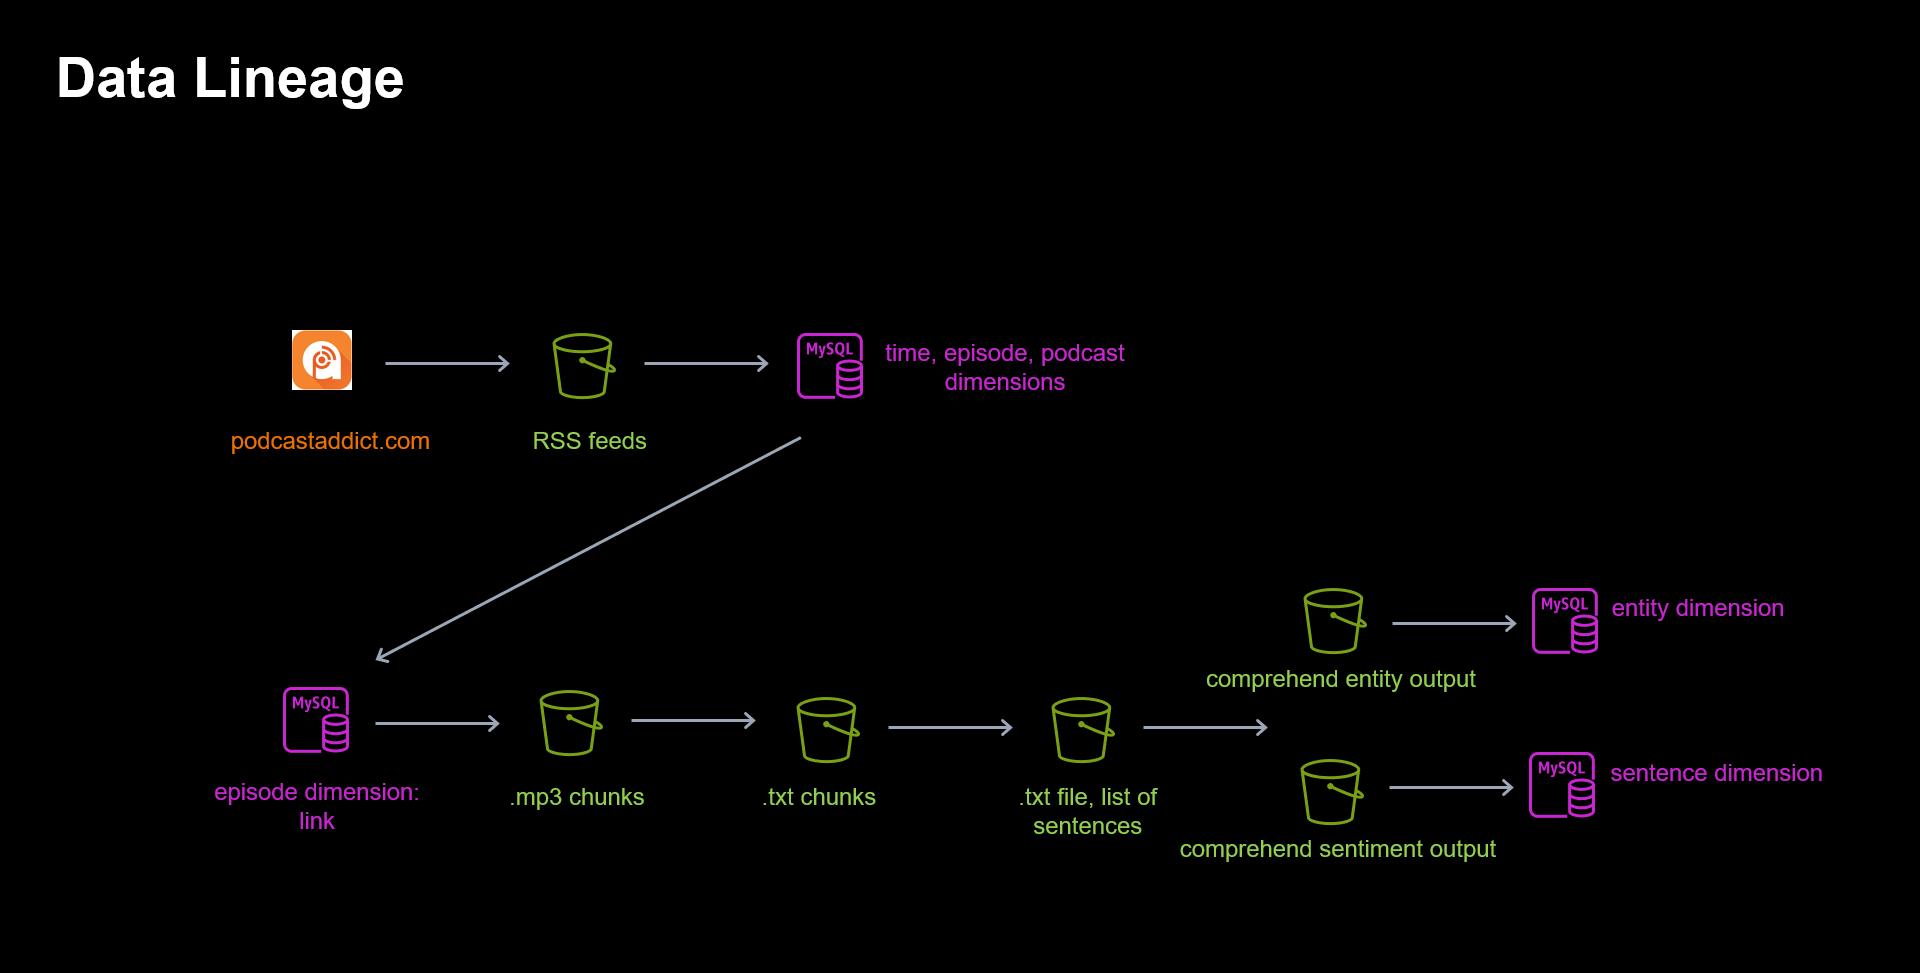 Data Lineage
MySQL
time, episode, podcast
dimensions
podcastaddict.com
RSS feeds
MySQL
entity dimension
comprehend entity output
MySQL
episode dimension:
link
.mp3 chunks
.txt chunks
.txt file, list of
sentences
MySQL
sentence dimension
comprehend sentiment output